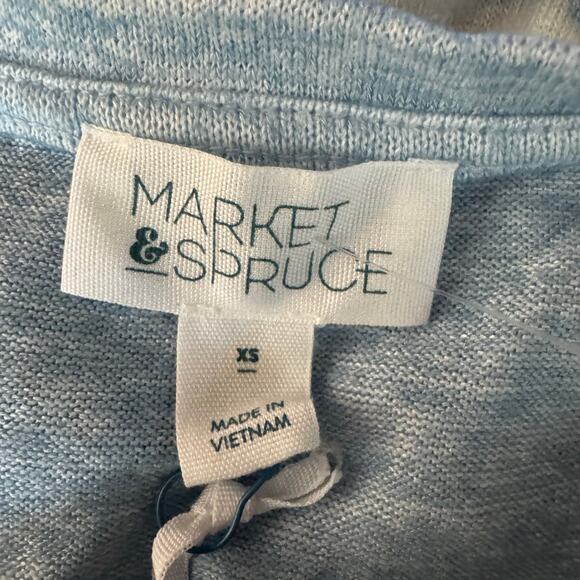 MARKET
& SPRUCE
XS
MADE IN
VIETNAM